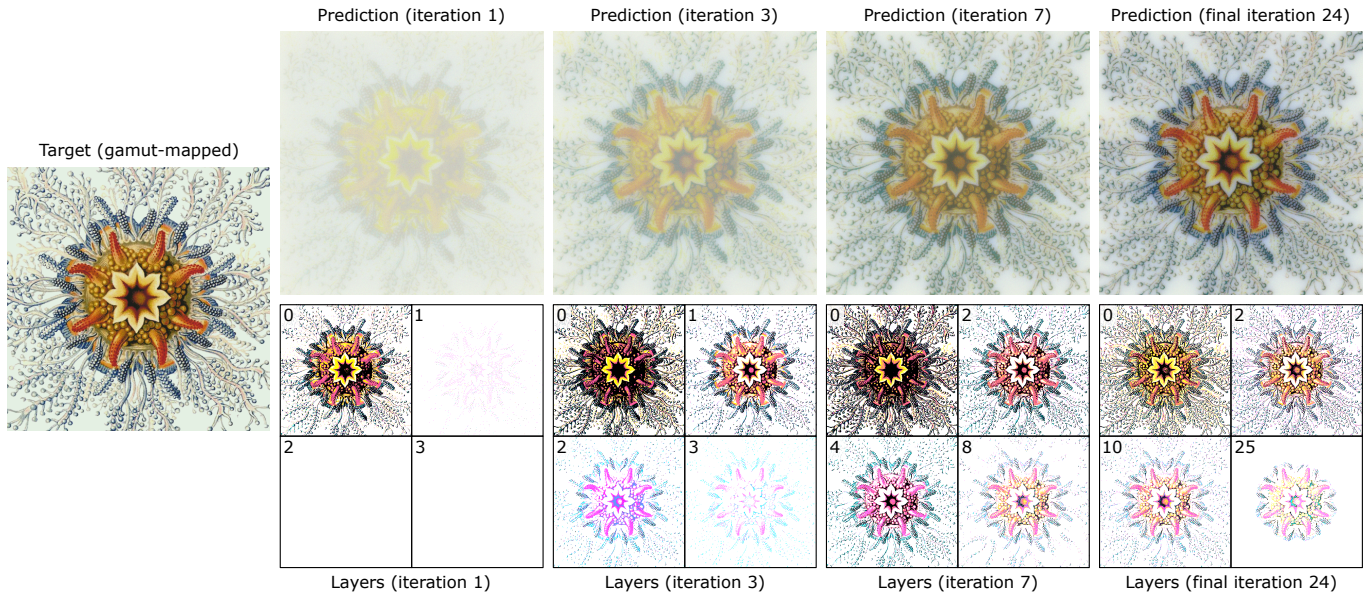 Prediction (iteration 1)
Prediction (iteration 3)
Prediction (iteration 7)
Prediction (final iteration 24)
Target (gamut-mapped)
0
1
2
3
0
1
2
3
0
2
4
8
0
2
10
25
Layers (iteration 1)
Layers (iteration 3)
Layers (iteration 7)
Layers (final iteration 24)